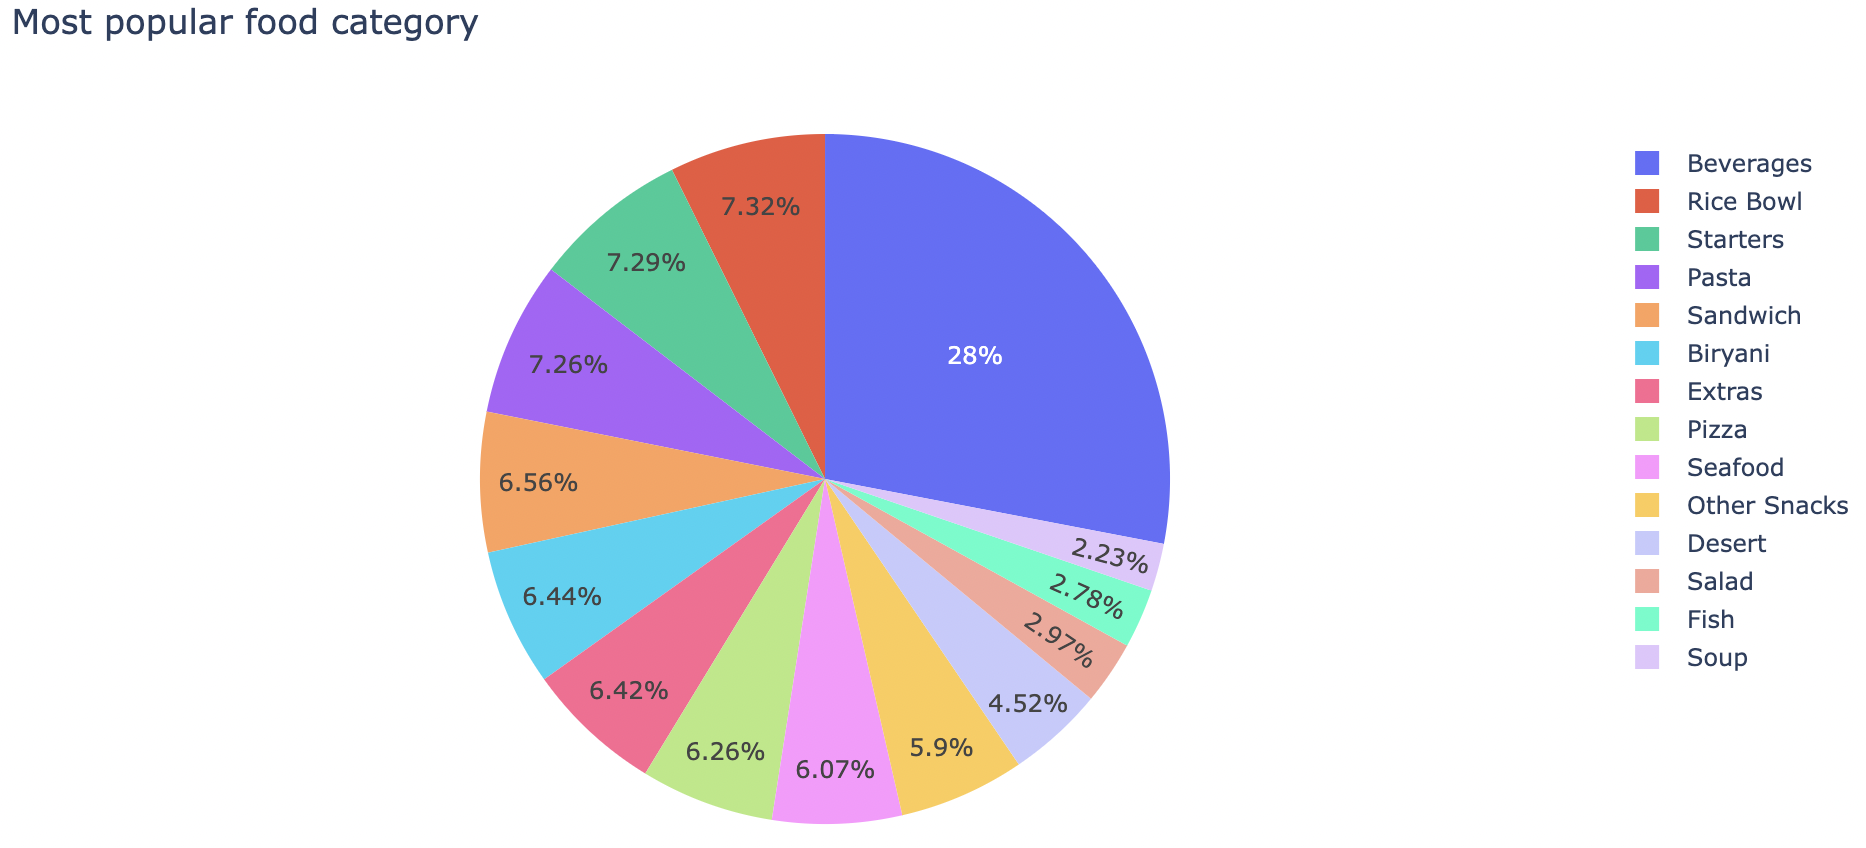 Most popular food category
7.32%
28%
7.29%
7.26%
6.56%
6.44%
6.42%
6.26%
6.07%
5.9%
4.52%
2.97%
2.78%
2.23%
Beverages
Rice Bowl
Starters
Pasta
Sandwich
Biryani
Extras
Pizza
Seafood
Other Snacks
Desert
Salad
Fish
Soup